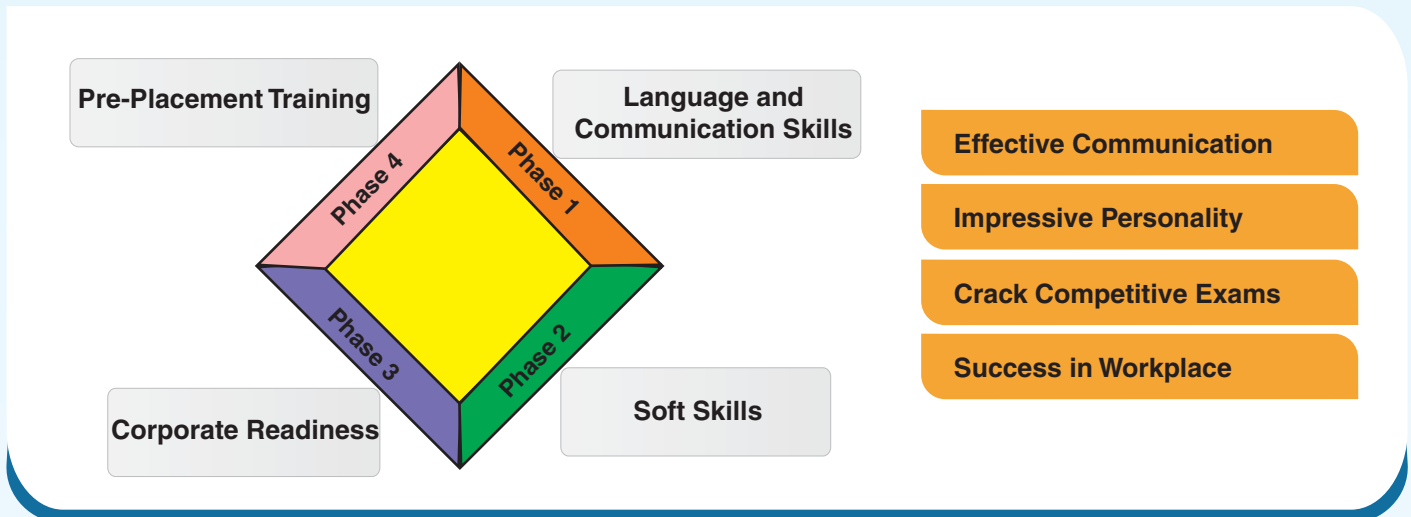 Pre-Placement Training
Language and
Communication Skills
Phase 4
Phase 1
Phase 3
Phase 2
Corporate Readiness
Soft Skills
Effective Communication
Impressive Personality
Crack Competitive Exams
Success in Workplace